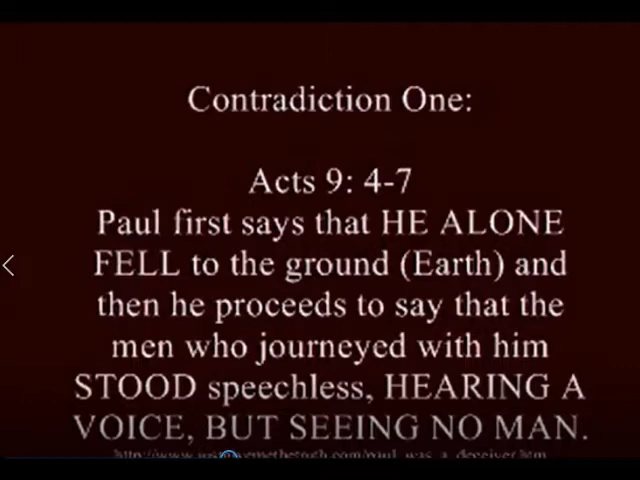 Contradiction One:
Acts 9: 4-7
Paul first says that HE ALONE
FELL to the ground (Earth) and
then he proceeds to say that the
men who journeyed with him
STOOD speechless, HEARING A
VOICE, BUT SEEING NO MAN.